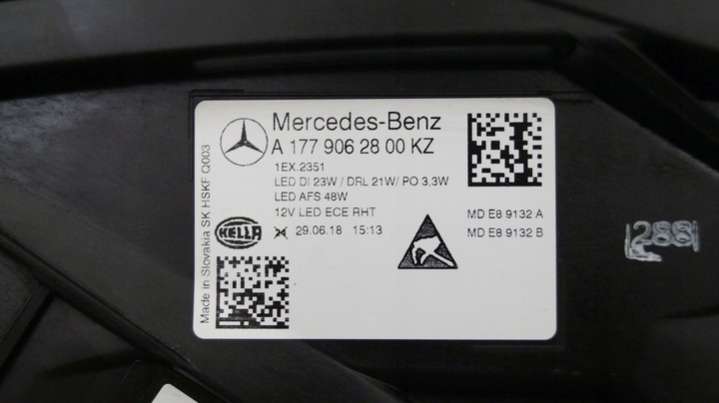 Mercedes-Benz
A 177 906 28 00 KZ
1EX.2351
LED DI 23W / DRL 21W/ PO 3,3W
LED AFS 48W
12V LED ECE RHT
HELLA
29.06.18 15:13
MD E8 9132 A
MD E8 9132 B
Made in Slovakia SK HSKF Q003
288